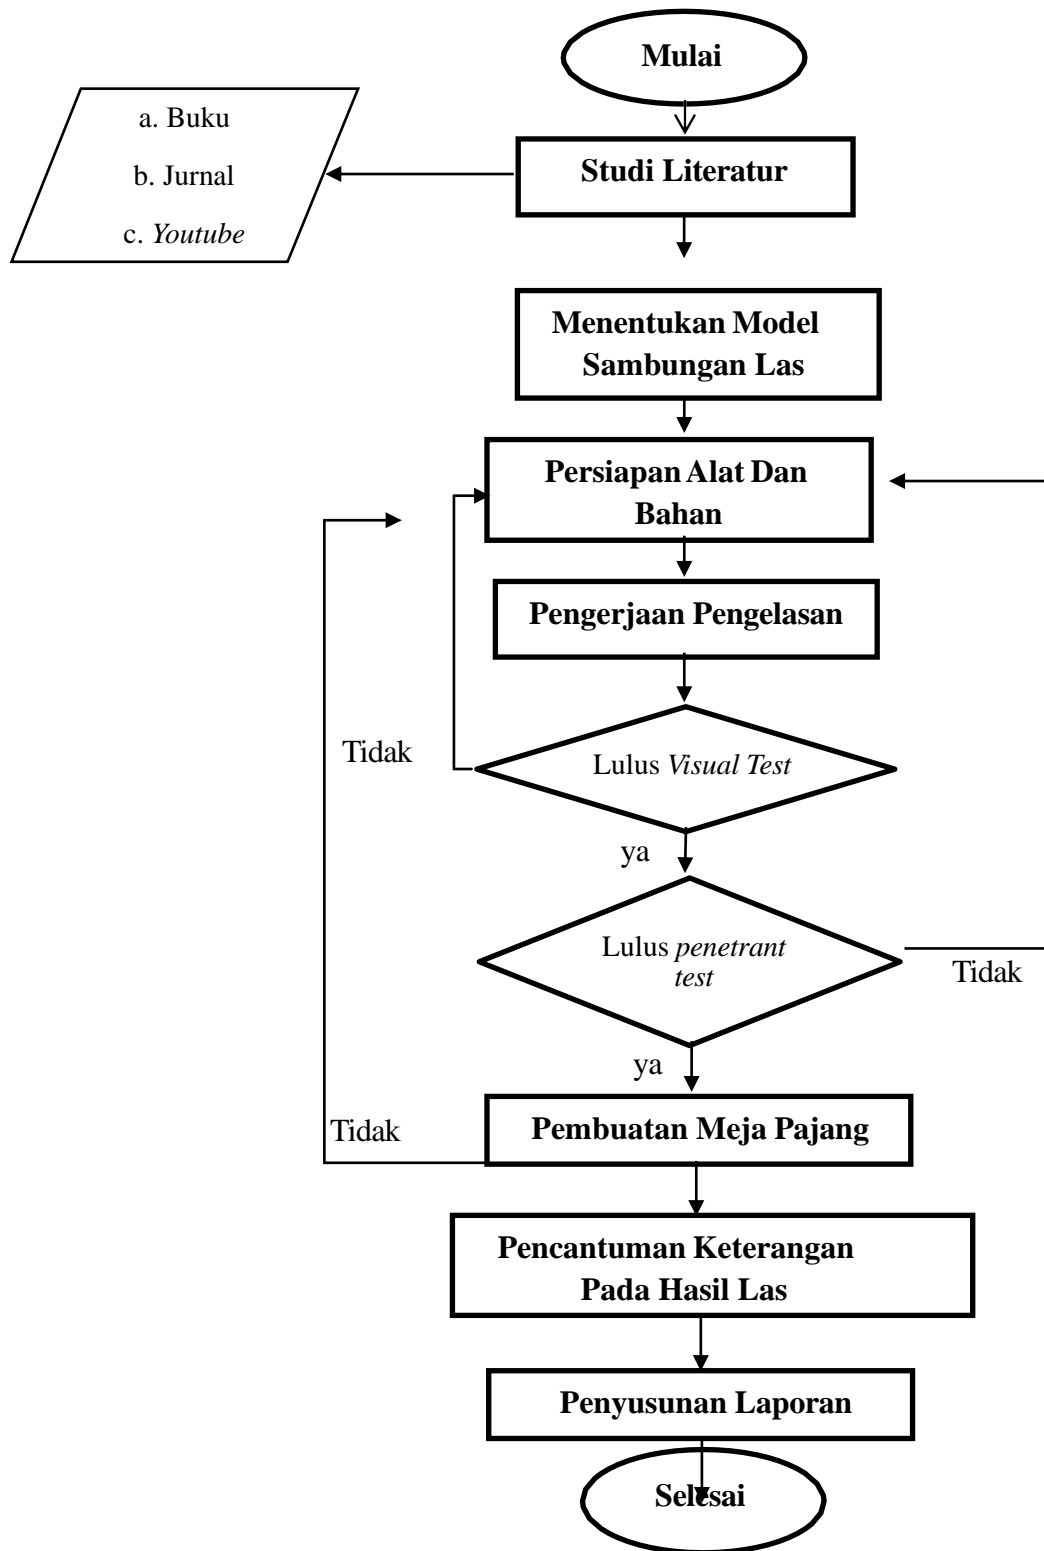 Mulai
a. Buku
b. Jurnal
c. Youtube
Studi Literatur
Menentukan Model
Sambungan Las
Persiapan Alat Dan
Bahan
Pengerjaan Pengelasan
Tidak
Lulus Visual Test
ya
Lulus penetrant
test
Tidak
ya
Tidak
Pembuatan Meja Pajang
Pencantuman Keterangan
Pada Hasil Las
Penyusunan Laporan
Selesai